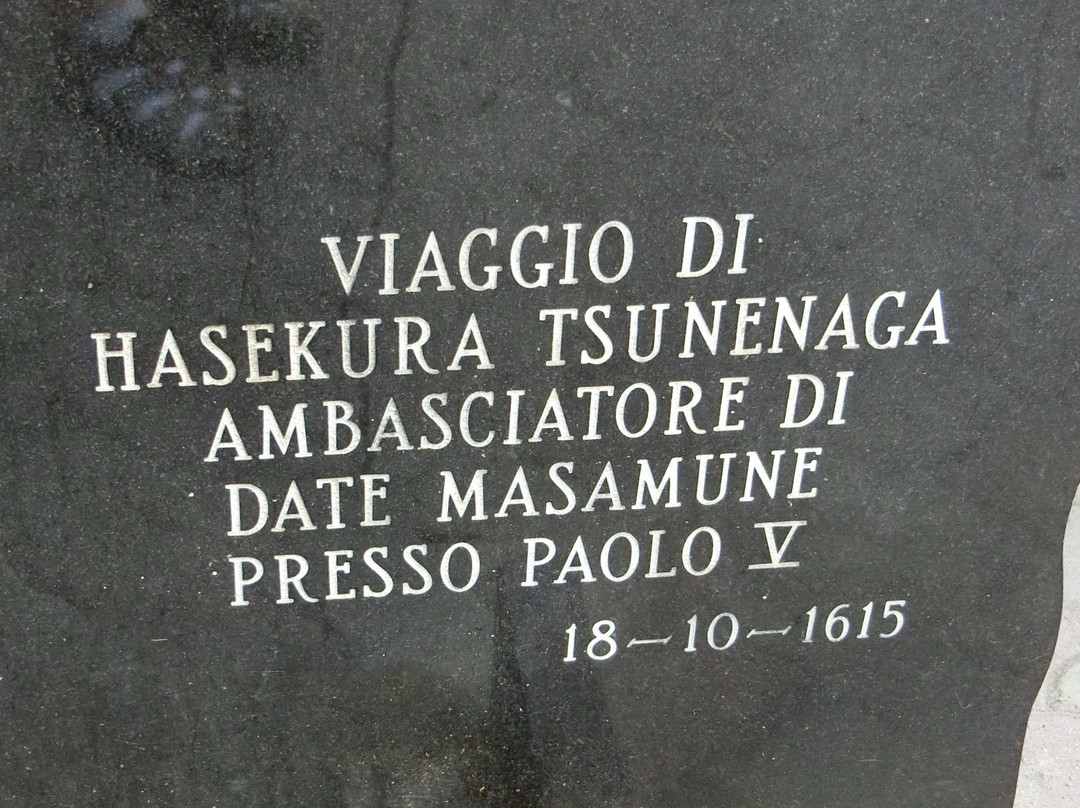 VIAGGIO DI
HASEKURA TSUNENAGA
AMBASCIATORE DI
DATE MASAMUNE
PRESSO PAOLO V
18-10-1615